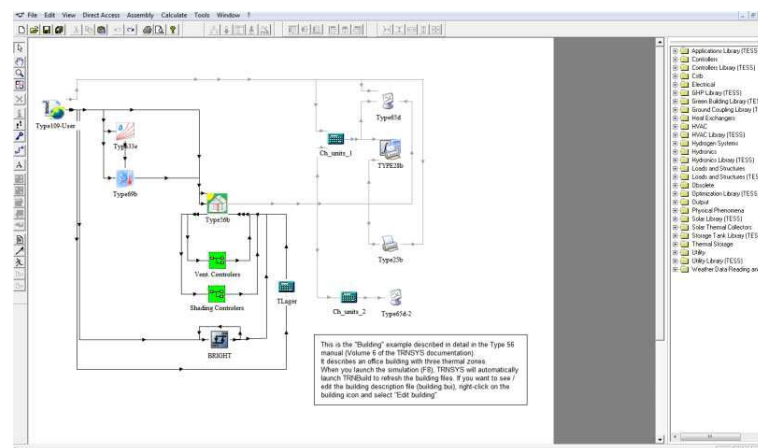 File Edit View Direct Access Assembly Calculate Tools Window ?
Type109-User
Type33e
Type69b
Type56b
Vent. Controlers
Shading Controlers
BRIGHT
TLager
Ch_units_1
Type65d
TYPE28b
Type25b
Ch_units_2
Type65d-2
This is the "Building" example described in detail in the Type 56
manual (Volume 6 of the TRNSYS documentation).
It describes an office building with three thermal zones.
When you launch the simulation (F8), TRNSYS will automatically
launch TRNBuild to refresh the building files. If you want to see /
edit the building description file (building.bui), right-click on the
building icon and select "Edit building"
Applications Library (TESS
Controllers
Controllers Library (TESS)
Electrical
GHP Library (TESS)
Green Building Library (TES
Ground Coupling Library (T
Heat Exchangers
HVAC
HVAC Library (TESS)
Hydrogen Systems
Hydronics
Hydronics Library (TESS)
Loads and Structures
Loads and Structures (TES
Obsolete
Optimization Library (TESS
Output
Physical Phenomena
Solar Library (TESS)
Solar Thermal Collectors
Storage Tank Library (TES
Thermal Storage
Utility
Utility Library (TESS)
Weather Data Reading an